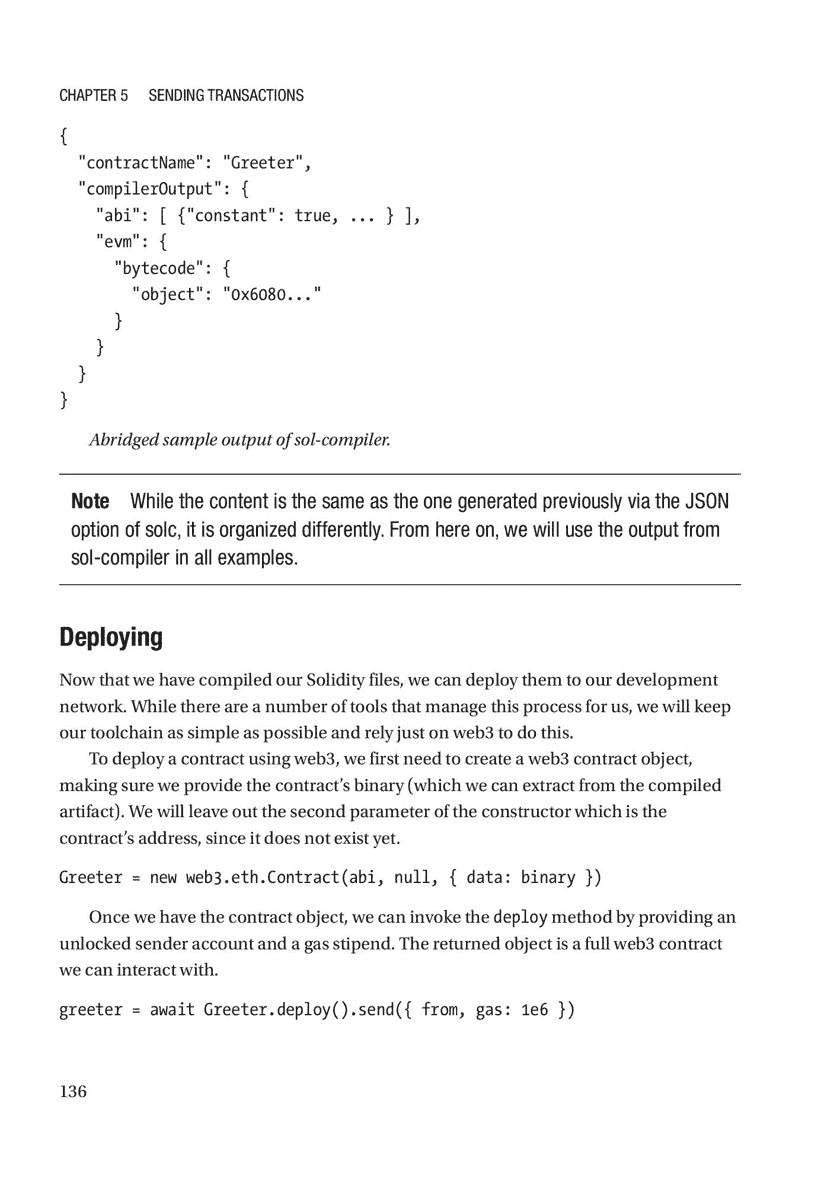 CHAPTER 5 SENDING TRANSACTIONS
{
  "contractName": "Greeter",
  "compilerOutput": {
    "abi": [ {"constant": true, ... } ],
    "evm": {
      "bytecode": {
        "object": "0x6080..."
      }
    }
  }
}
Abridged sample output of sol-compiler.
Note While the content is the same as the one generated previously via the JSON
option of solc, it is organized differently. From here on, we will use the output from
sol-compiler in all examples.
Deploying
Now that we have compiled our Solidity files, we can deploy them to our development
network. While there are a number of tools that manage this process for us, we will keep
our toolchain as simple as possible and rely just on web3 to do this.
To deploy a contract using web3, we first need to create a web3 contract object,
making sure we provide the contract's binary (which we can extract from the compiled
artifact). We will leave out the second parameter of the constructor which is the
contract's address, since it does not exist yet.
Greeter = new web3.eth.Contract(abi, null, { data: binary })
Once we have the contract object, we can invoke the deploy method by providing an
unlocked sender account and a gas stipend. The returned object is a full web3 contract
we can interact with.
greeter = await Greeter.deploy().send({ from, gas: 1e6 })
136